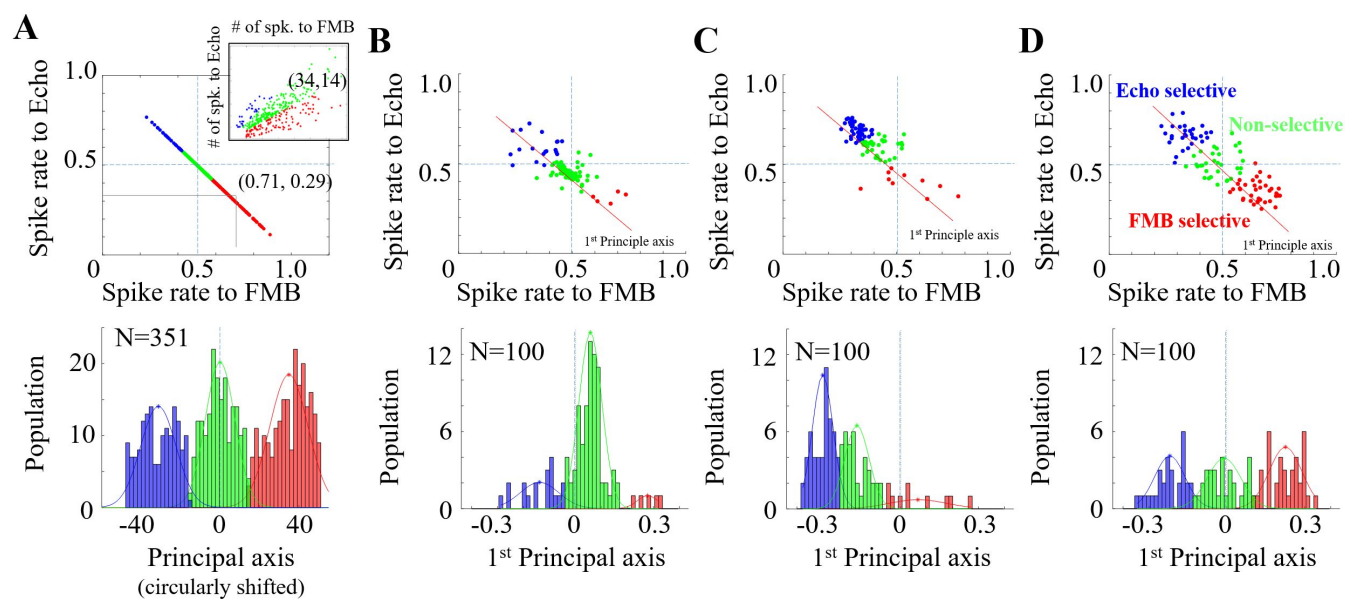 A
# of spk. to FMB
# of spk. to Echo
(34,14)
1.0
0.5
0
0.5
1.0
(0.71, 0.29)
Spike rate to Echo
Spike rate to FMB
B
1.0
0.5
0
0.5
1.0
1st Principle axis
Spike rate to Echo
Spike rate to FMB
C
1.0
0.5
0
0.5
1.0
1st Principle axis
Spike rate to Echo
Spike rate to FMB
D
1.0
0.5
0
0.5
1.0
Echo selective
Non-selective
FMB selective
1st Principle axis
Spike rate to Echo
Spike rate to FMB
N=351
20
10
0
-40
0
40
Population
Principal axis
(circularly shifted)
N=100
12
6
0
-0.3
0
0.3
Population
1st Principal axis
N=100
12
6
0
-0.3
0
0.3
Population
1st Principal axis
N=100
12
6
0
-0.3
0
0.3
Population
1st Principal axis